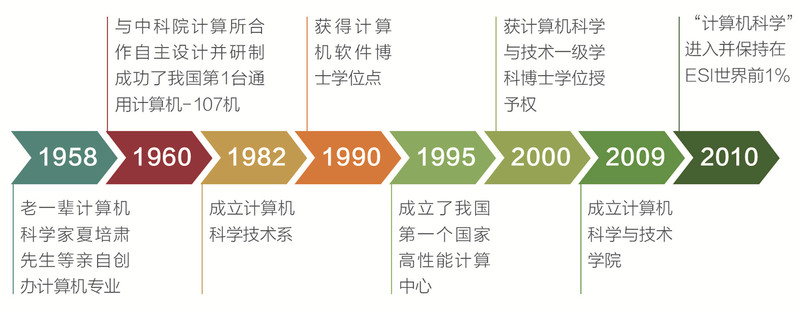 与中科院计算所合
作自主设计并研制
成功了我国第1台通
用计算机-107机
获得计算
机软件博
士学位点
获计算机科学
与技术一级学
科博士学位授
予权
“计算机科学”
进入并保持在
ESI世界前1%
1958
1960
1982
1990
1995
2000
2009
2010
老一辈计算机
科学家夏培肃
先生等亲自创
办计算机专业
成立计算机
科学技术系
成立了我国
第一个国家
高性能计算
中心
成立计算机
科学与技术
学院